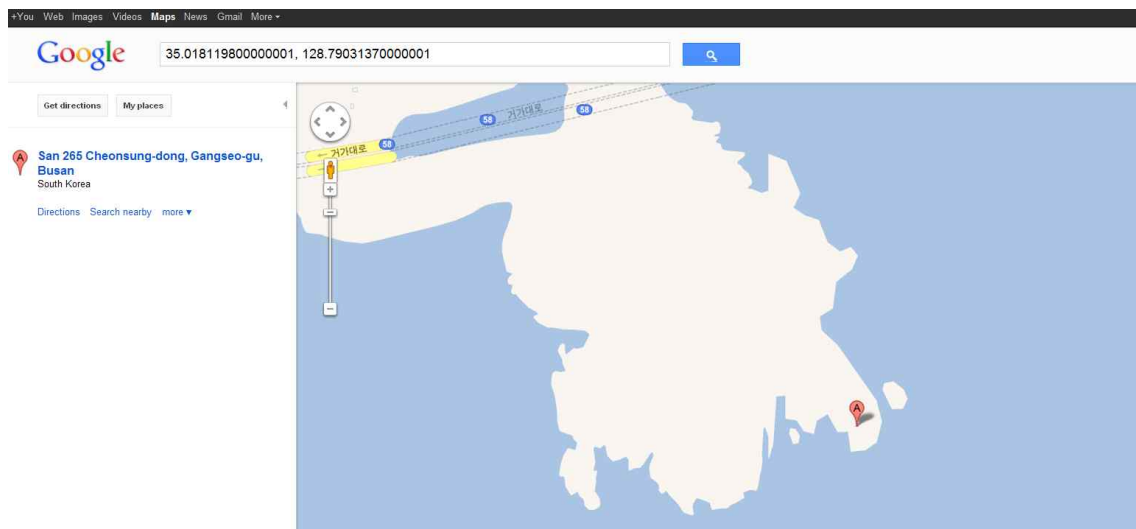 +You Web Images Videos Maps News Gmail More
Google
35.018119800000001, 128.79031370000001
Get directions My places
A San 265 Cheonsung-dong, Gangseo-gu,
Busan
South Korea
Directions Search nearby more
58 거가대로 58
← 거가대로 58
A